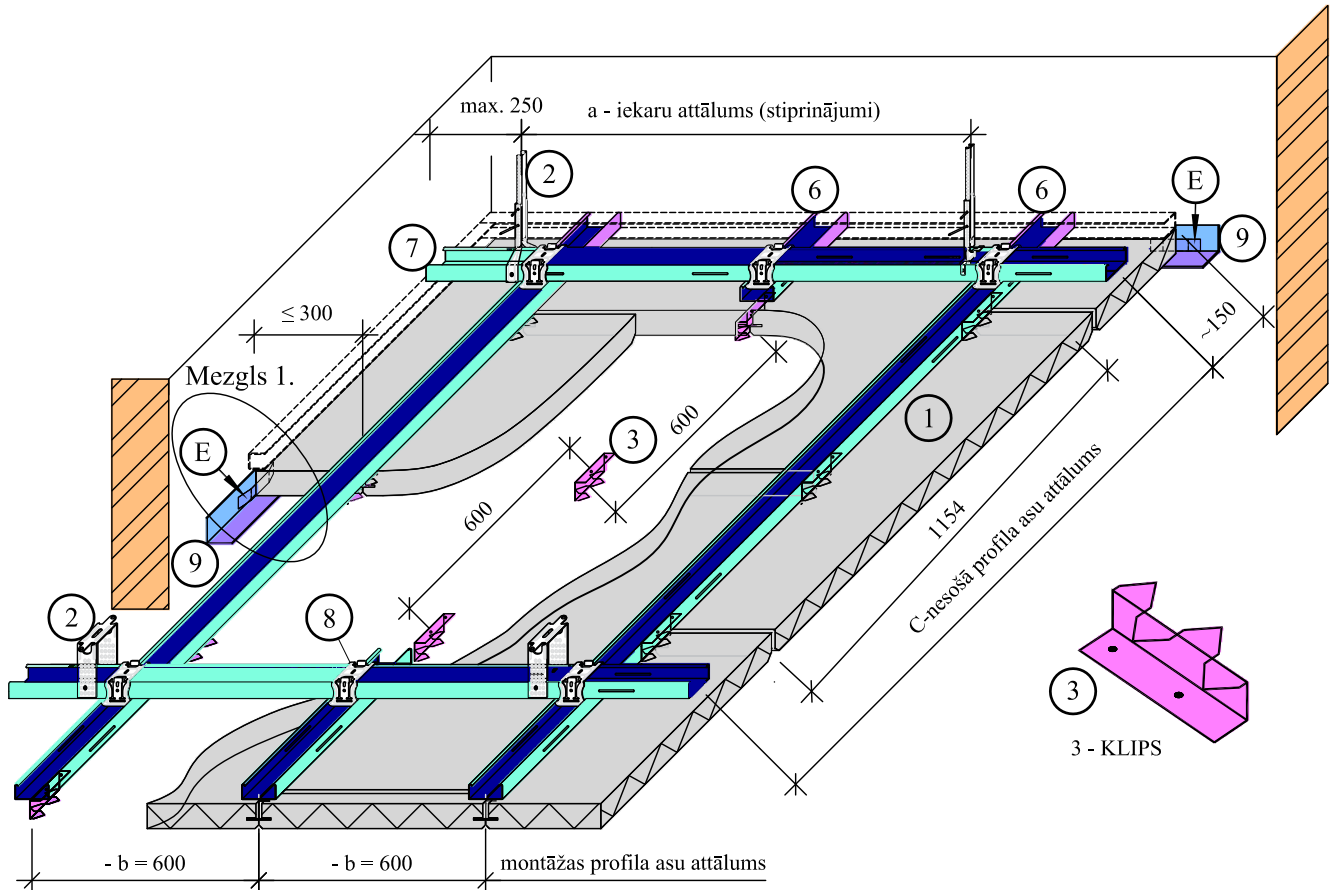 max. 250
a - iekaru attālums (stiprinājumi)
2
6
6
E
7
9
≤ 300
~150
Mezgls 1.
1
E
3
600
600
1154
C-nesošā profila asu attālums
9
2
8
3
3 - KLIPS
- b = 600
- b = 600
montāžas profila asu attālums